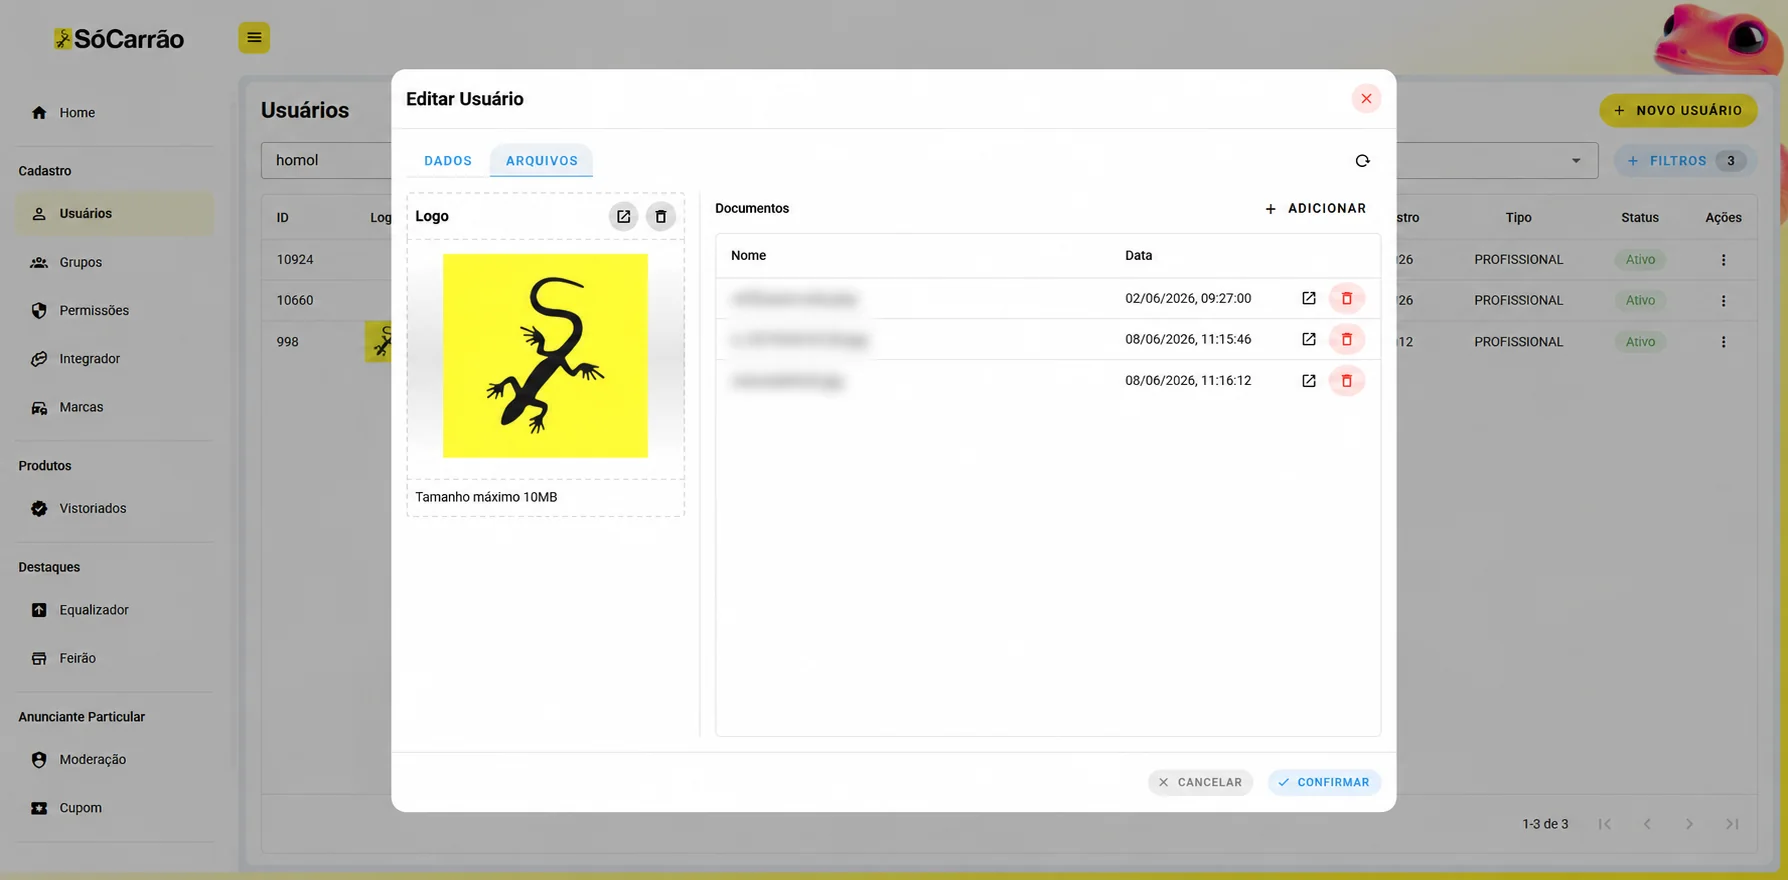 SóCarrão
Home
Cadastro
Usuários
Grupos
Permissões
Integrador
Marcas
Produtos
Vistoriados
Destaques
Equalizador
Feirão
Anunciante Particular
Moderação
Cupom
Usuários
+ NOVO USUÁRIO
homol
+ FILTROS 3
ID Log stro Tipo Status Ações
10924 26 PROFISSIONAL Ativo
10660 26 PROFISSIONAL Ativo
998 12 PROFISSIONAL Ativo
1-3 de 3
Editar Usuário
DADOS ARQUIVOS
Logo
Tamanho máximo 10MB
Documentos
+ ADICIONAR
Nome Data
02/06/2026, 09:27:00
08/06/2026, 11:15:46
08/06/2026, 11:16:12
CANCELAR
CONFIRMAR